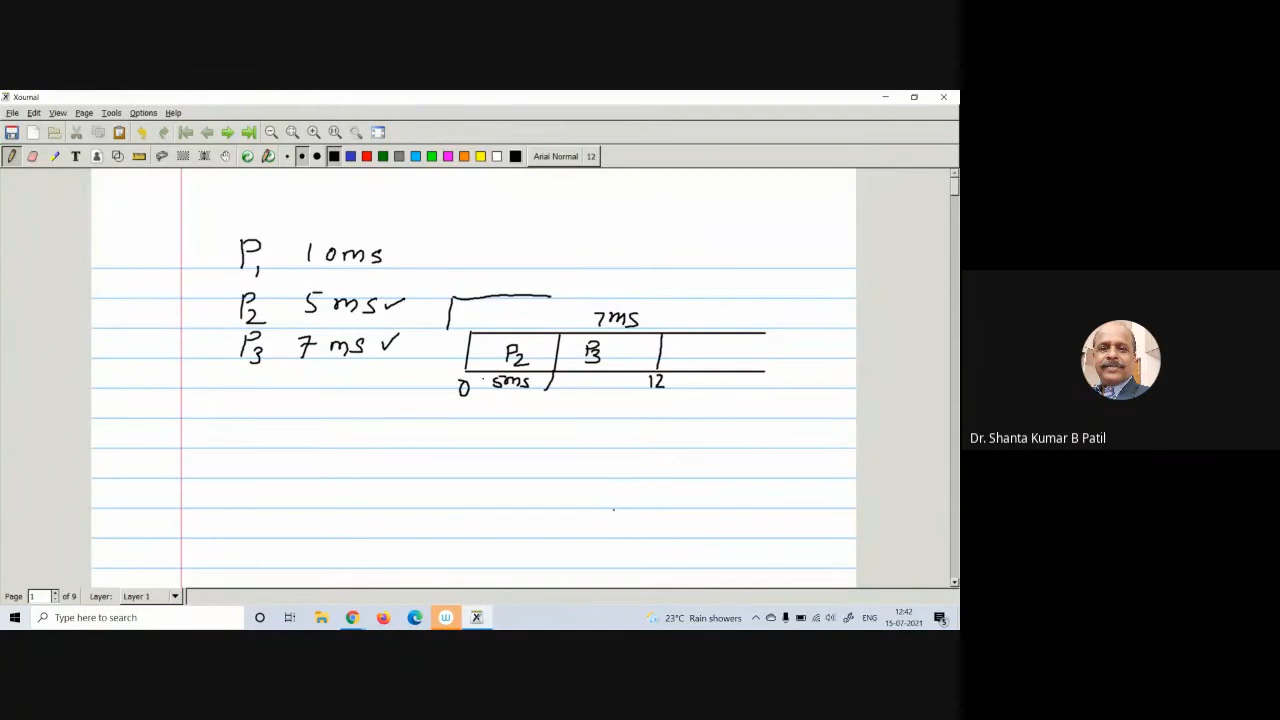 Xournal
File Edit View Page Tools Options Help
Arial Normal 12
P1 10ms
P2 5ms ✓
P3 7ms ✓
7ms
P2 P3
0 5ms 12
Dr. Shanta Kumar B Patil
Page 1 of 9 Layer: Layer 1
Type here to search
W
X
23°C Rain showers
ENG
12:42
15-07-2021
5